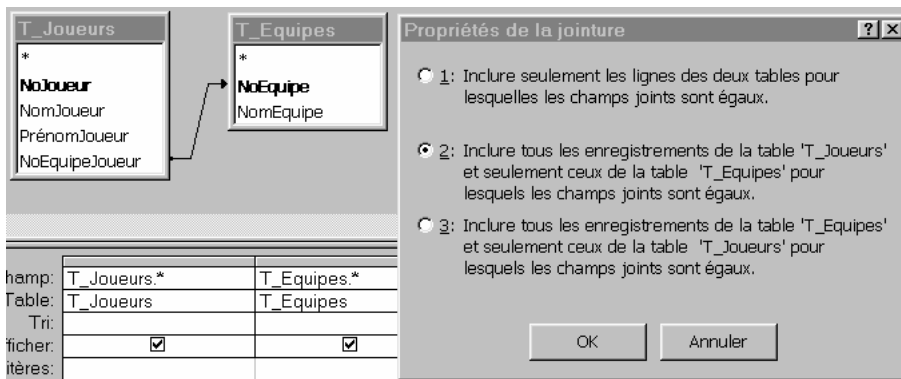 T_Joueurs
*
NoJoueur
NomJoueur
PrénomJoueur
NoEquipeJoueur
T_Equipes
*
NoEquipe
NomEquipe
Propriétés de la jointure
1: Inclure seulement les lignes des deux tables pour
lesquelles les champs joints sont égaux.
2: Inclure tous les enregistrements de la table 'T_Joueurs'
et seulement ceux de la table 'T_Equipes' pour
lesquels les champs joints sont égaux.
3: Inclure tous les enregistrements de la table 'T_Equipes'
et seulement ceux de la table 'T_Joueurs' pour
lesquels les champs joints sont égaux.
OK Annuler
hamp: T_Joueurs.* T_Equipes.*
Table: T_Joueurs T_Equipes
Tri:
fficher:
itères: